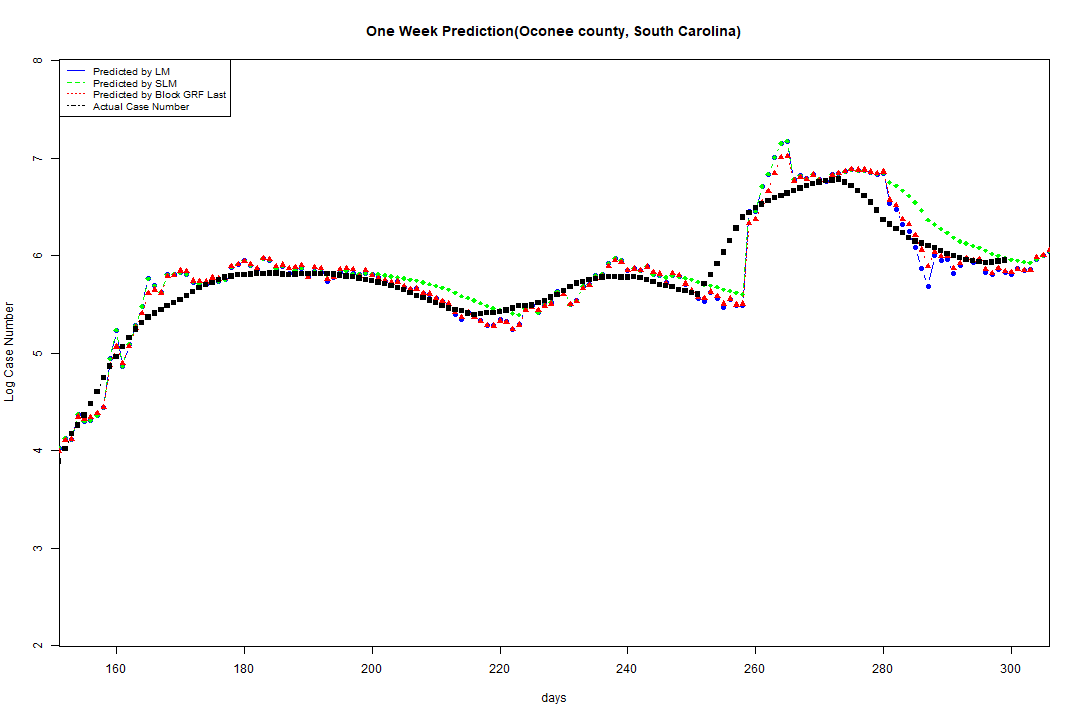 One Week Prediction(Oconee county, South Carolina)
Predicted by LM
Predicted by SLM
Predicted by Block GRF Last
Actual Case Number
8
7
6
5
4
3
2
Log Case Number
160 180 200 220 240 260 280 300
days